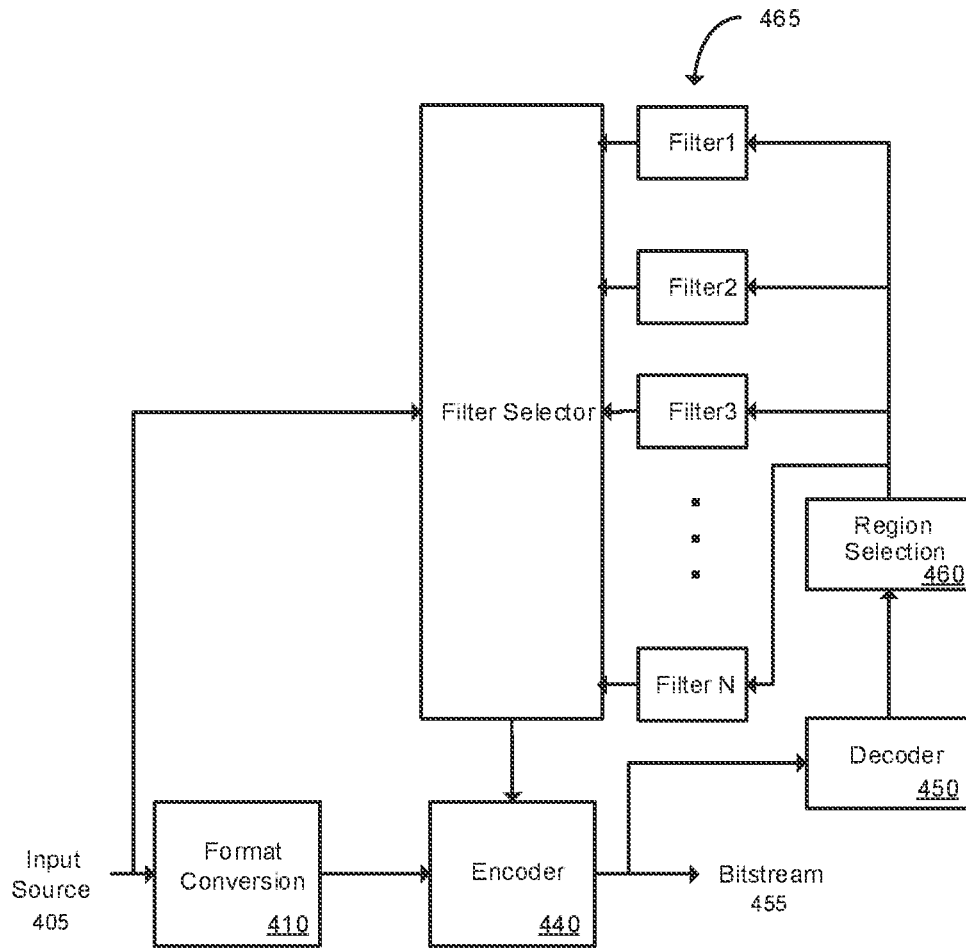 465
Filter1
Filter2
Filter Selector
Filter3
Region
Selection
460
Filter N
Decoder
450
Input
Source
405
Format
Conversion
410
Encoder
440
Bitstream
455